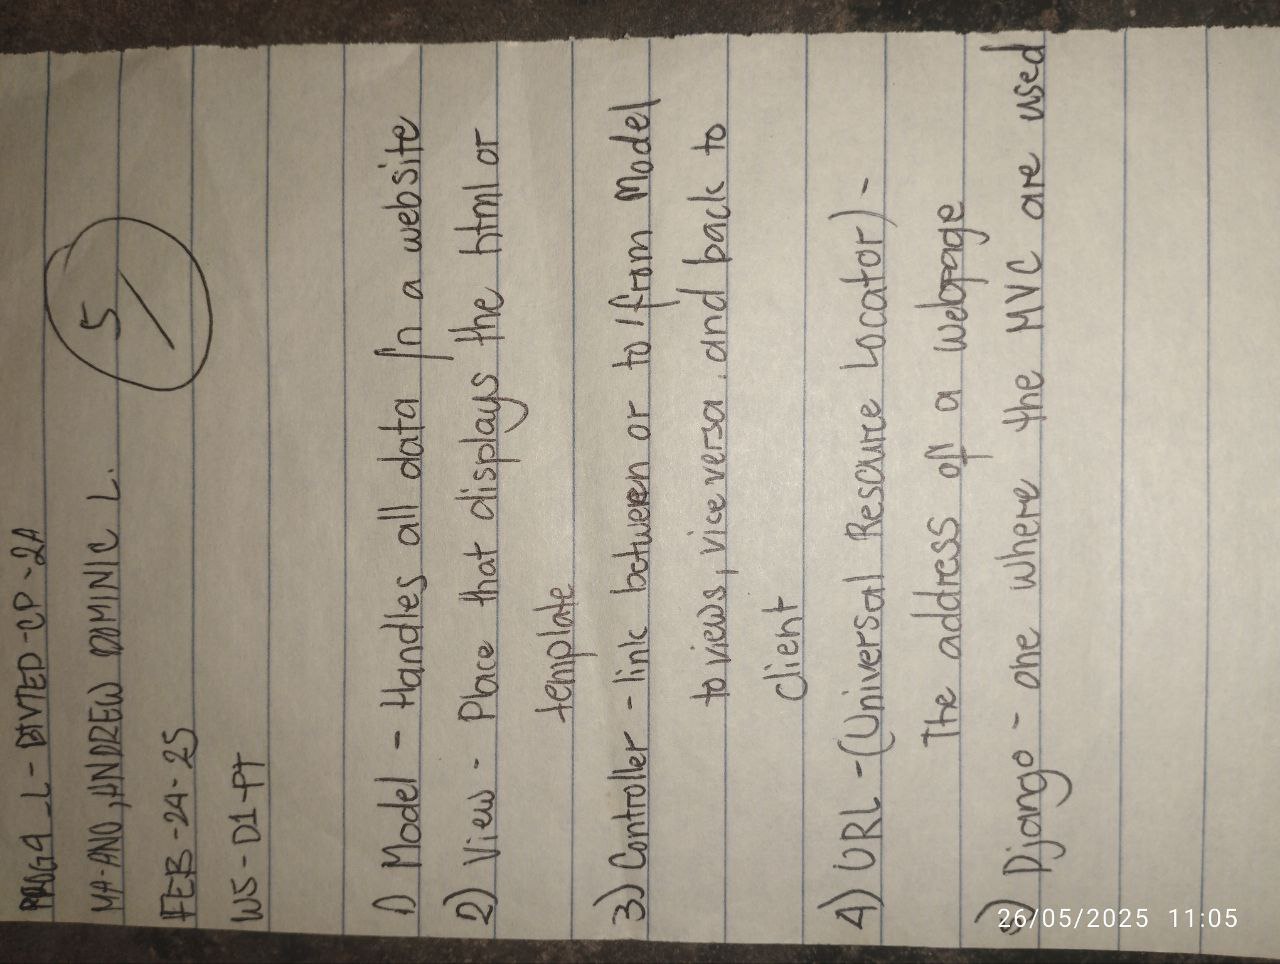 PROG4_L-BTVTED-CP-2A
MA-ANO, ANDREW DOMINIC L.
5
FEB-24-25
W5-D1-PT
1) Model - Handles all data in a website
2) View - Place that displays the html or
template
3) Controller - link between or to/from Model
to views, vice versa. and back to
client
4) URL - (Universal Resource Locator) -
The address of a webpage
5) Django - one where the MVC are used
26/05/2025 11:05